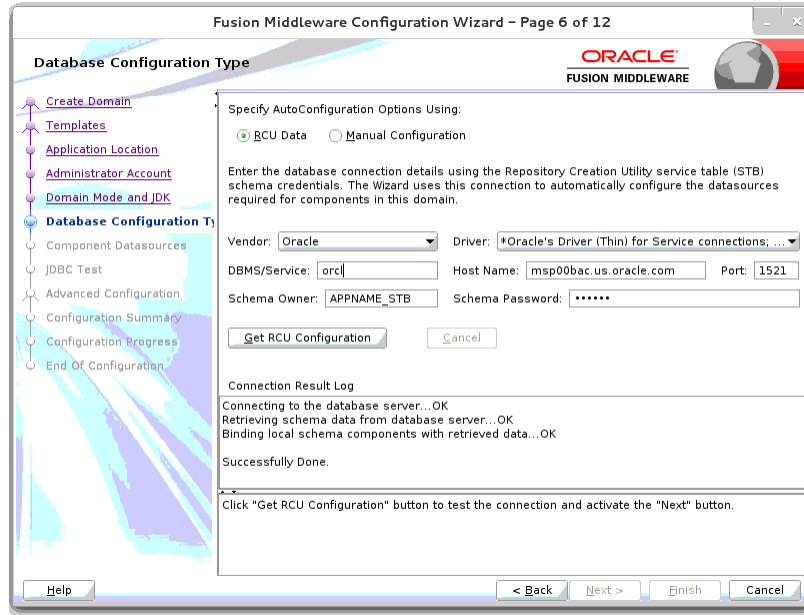 Fusion Middleware Configuration Wizard – Page 6 of 12
Database Configuration Type
ORACLE
FUSION MIDDLEWARE
Create Domain
Templates
Application Location
Administrator Account
Domain Mode and JDK
Database Configuration Ty
Component Datasources
JDBC Test
Advanced Configuration
Configuration Summary
Configuration Progress
End Of Configuration
Specify AutoConfiguration Options Using:
RCU Data Manual Configuration
Enter the database connection details using the Repository Creation Utility service table (STB)
schema credentials. The Wizard uses this connection to automatically configure the datasources
required for components in this domain.
Vendor: Oracle Driver: *Oracle's Driver (Thin) for Service connections; ...
DBMS/Service: orcl Host Name: msp00bac.us.oracle.com Port: 1521
Schema Owner: APPNAME_STB Schema Password: ••••••
Get RCU Configuration Cancel
Connection Result Log
Connecting to the database server...OK
Retrieving schema data from database server...OK
Binding local schema components with retrieved data...OK
Successfully Done.
Click "Get RCU Configuration" button to test the connection and activate the "Next" button.
Help < Back Next > Finish Cancel